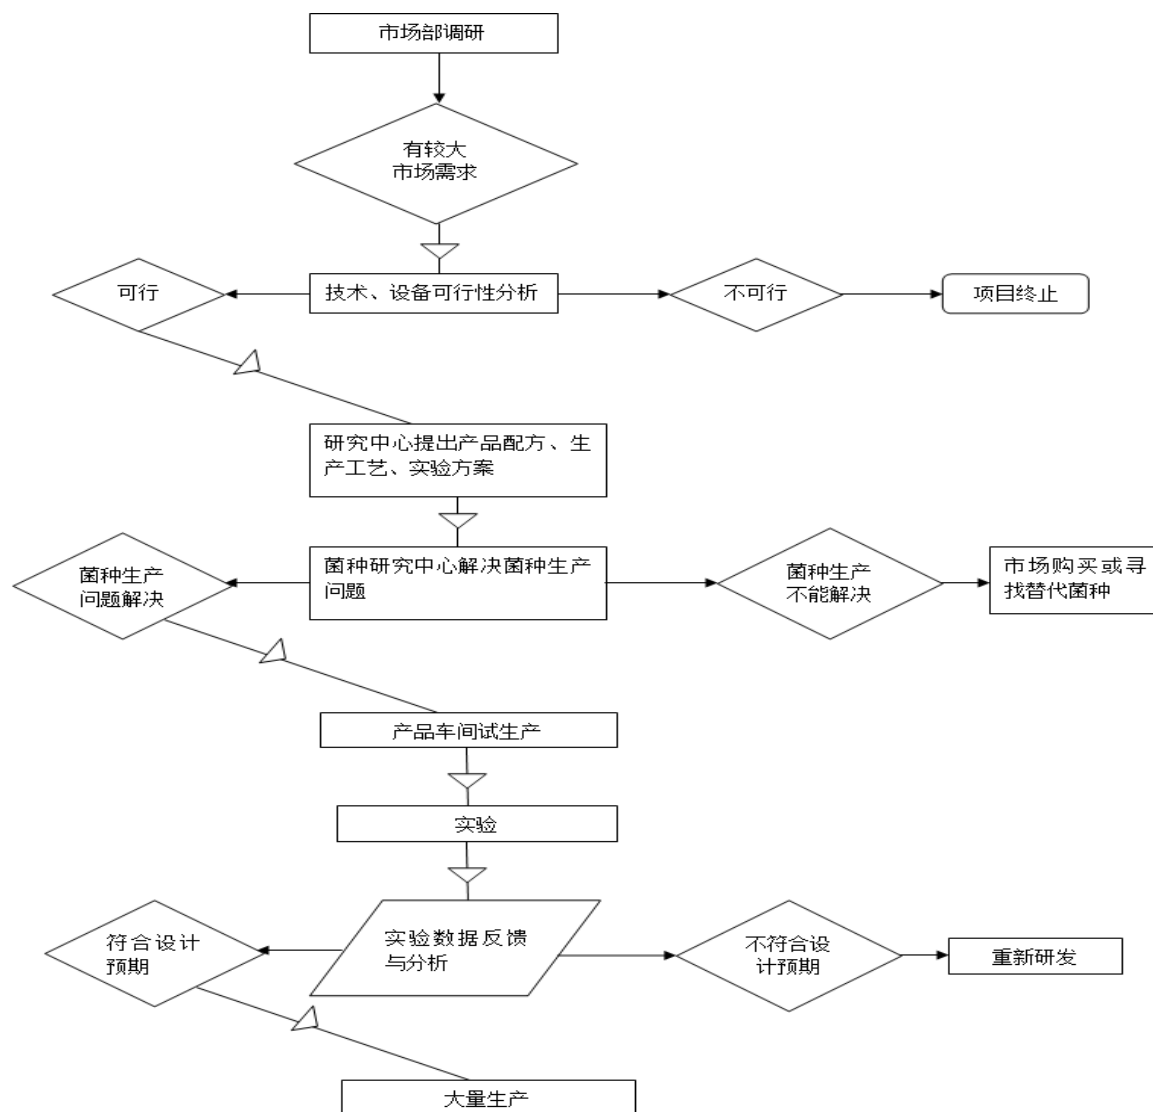 市场部调研
有较大
市场需求
可行
技术、设备可行性分析
不可行
项目终止
研究中心提出产品配方、生
产工艺、实验方案
菌种生产
问题解决
菌种研究中心解决菌种生产
问题
菌种生产
不能解决
市场购买或寻
找替代菌种
产品车间试生产
实验
符合设计
预期
实验数据反馈
与分析
不符合设
计预期
重新研发
大量生产